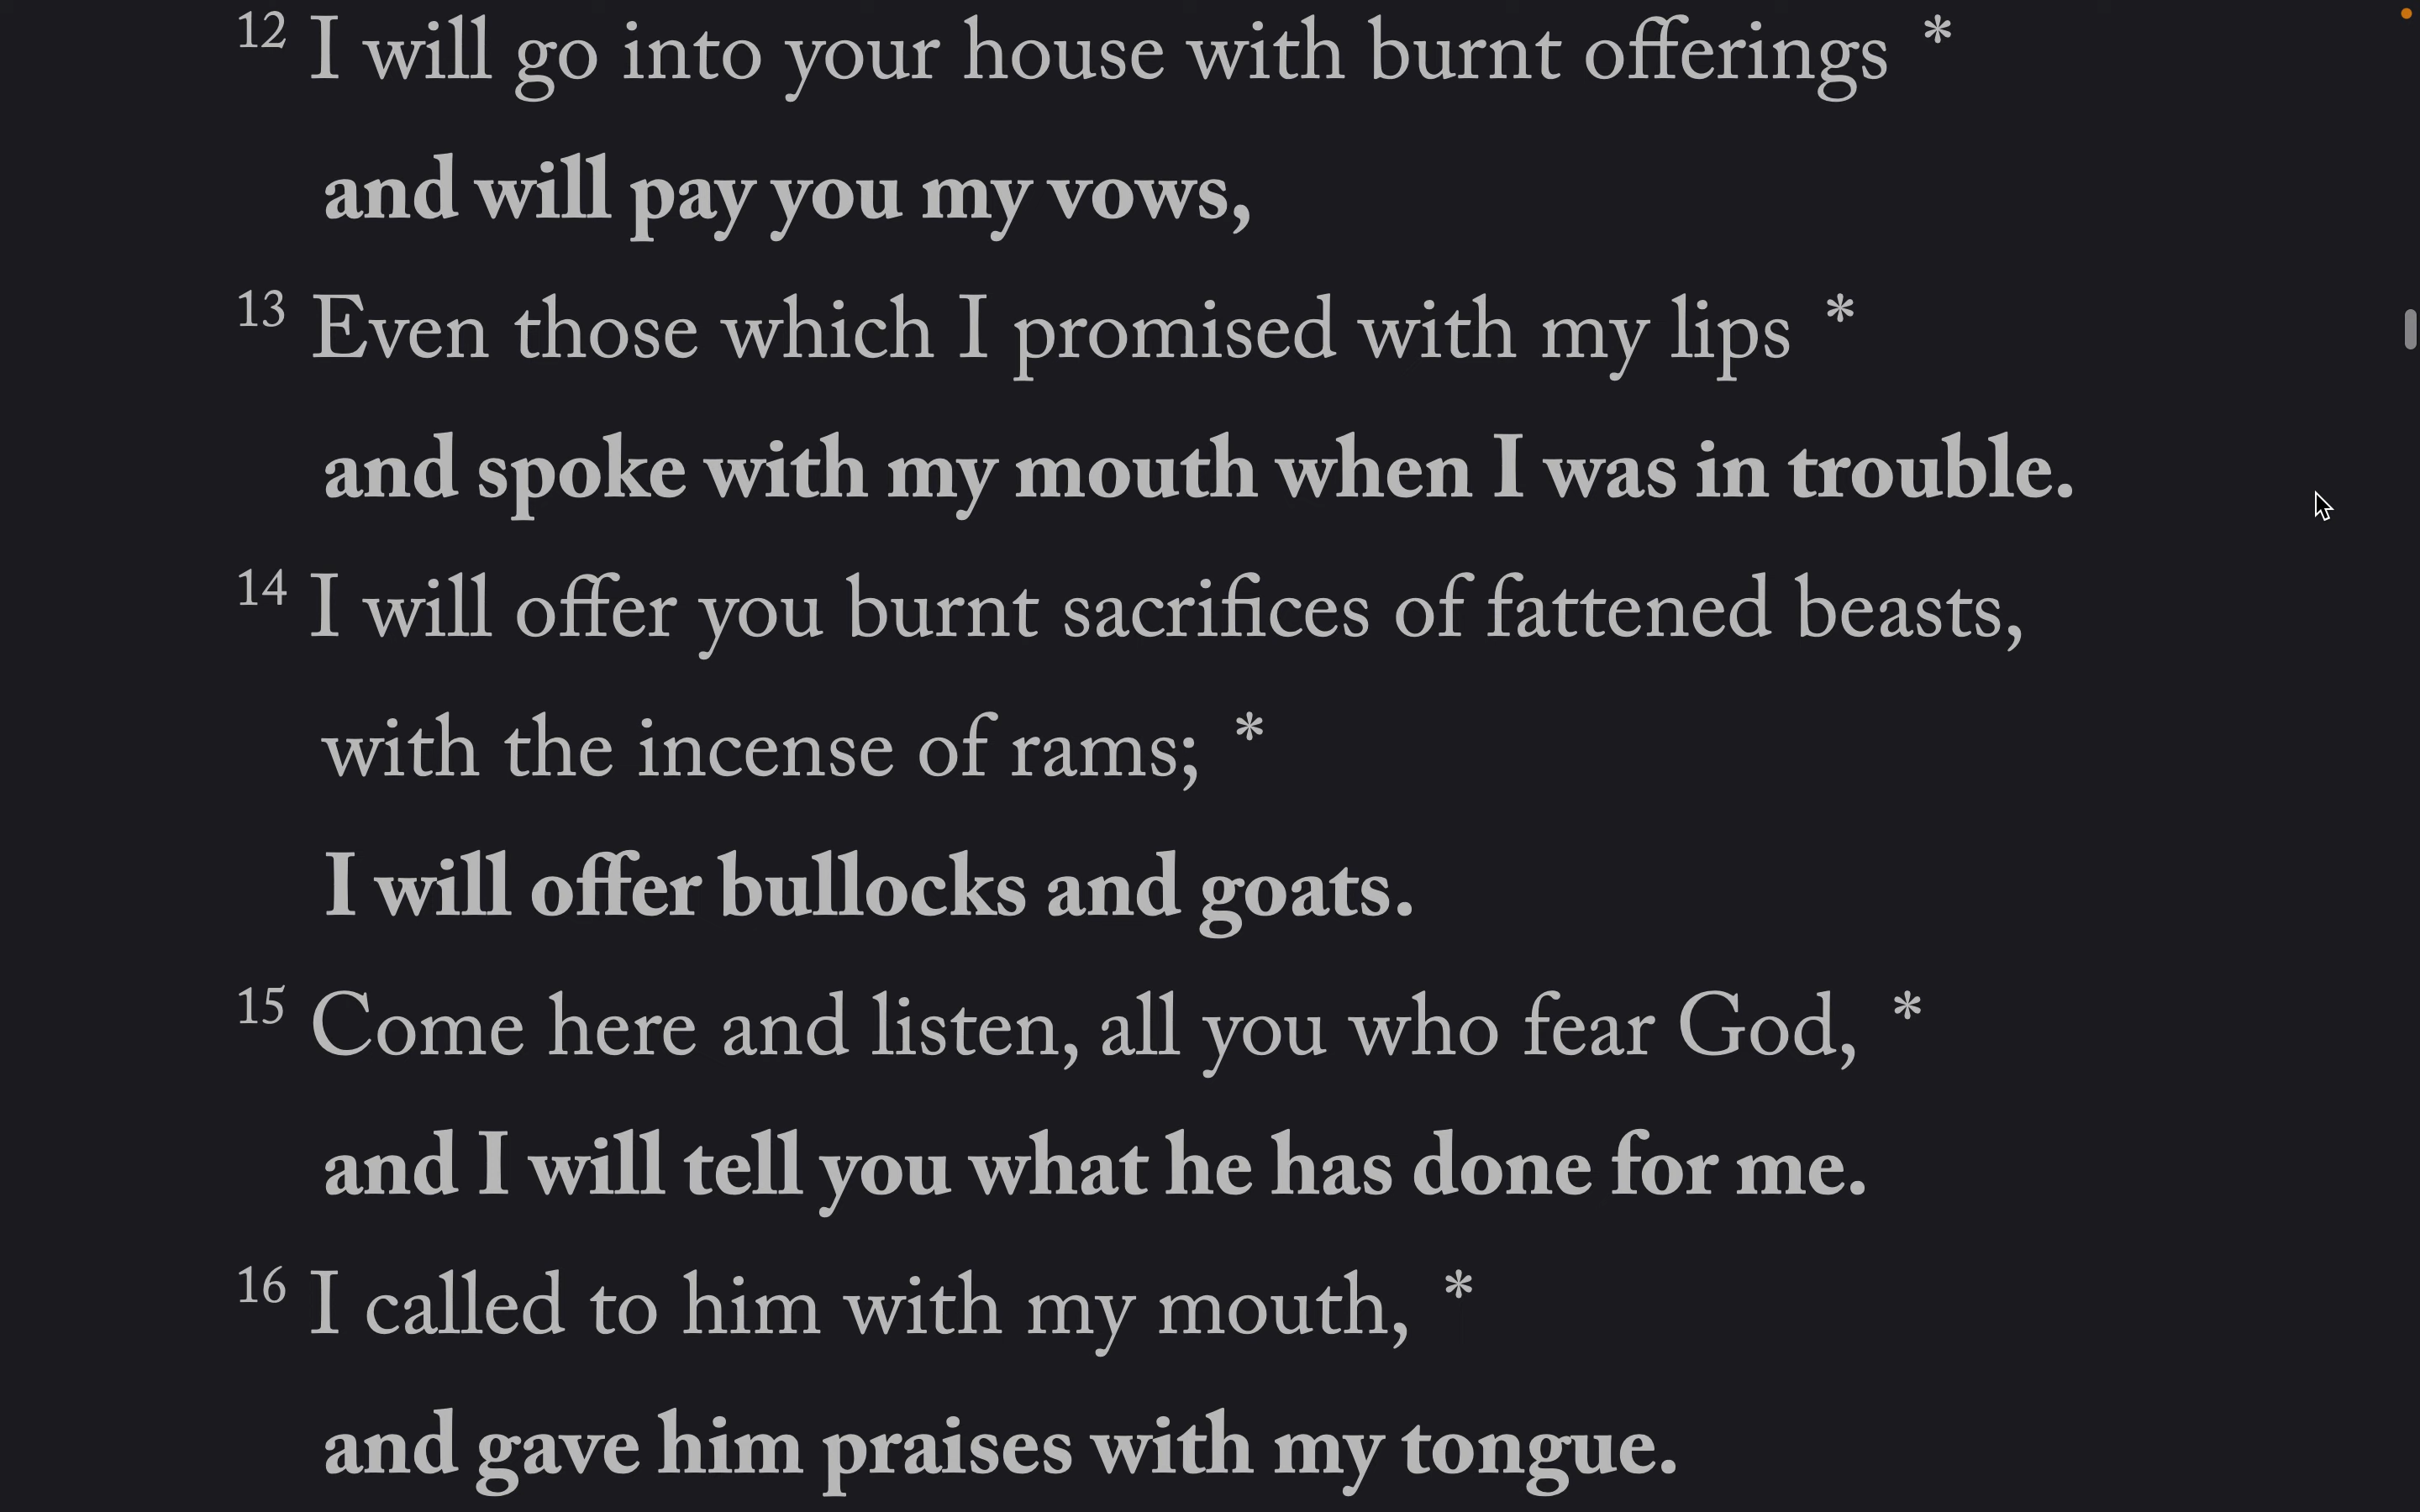 12 I will go into your house with burnt offerings *
and will pay you my vows,
13 Even those which I promised with my lips *
and spoke with my mouth when I was in trouble.
14 I will offer you burnt sacrifices of fattened beasts,
with the incense of rams; *
I will offer bullocks and goats.
15 Come here and listen, all you who fear God, *
and I will tell you what he has done for me.
16 I called to him with my mouth, *
and gave him praises with my tongue.